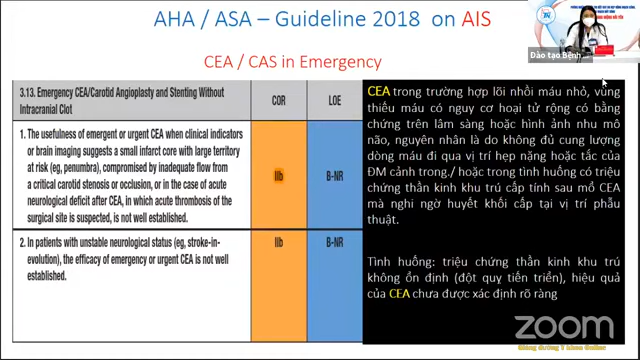 AHA / ASA – Guideline 2018 on AIS
CEA / CAS in Emergency
Dào tạo Bệnh
3.13. Emergency CEA/Carotid Angioplasty and Stenting Without
Intracranial Clot
COR
LOE
1. The usefulness of emergent or urgent CEA when clinical indicators
or brain imaging suggests a small infarct core with large territory
at risk (eg, penumbra), compromised by inadequate flow from
a critical carotid stenosis or occlusion, or in the case of acute
neurological deficit after CEA, in which acute thrombosis of the
surgical site is suspected, is not well established.
IIb
B-NR
2. In patients with unstable neurological status (eg, stroke-in-
evolution), the efficacy of emergency or urgent CEA is not well
established.
IIb
B-NR
CEA trong trường hợp lõi nhồi máu nhỏ, vùng
thiếu máu có nguy cơ hoại tử rộng có bằng
chứng trên lâm sàng hoặc hình ảnh nhu mô
não, nguyên nhân là do không đủ cung lượng
dòng máu đi qua vị trí hẹp nặng hoặc tắc của
ĐM cảnh trong./ hoặc trong tình huống có triệu
chứng thần kinh khu trú cấp tính sau mổ CEA
mà nghi ngờ huyết khối cấp tại vị trí phẫu
thuật.
Tình huống: triệu chứng thần kinh khu trú
không ổn định (đột quỵ tiến triển), hiệu quả
của CEA chưa được xác định rõ ràng
zoom
Giảng đường Y khoa Online